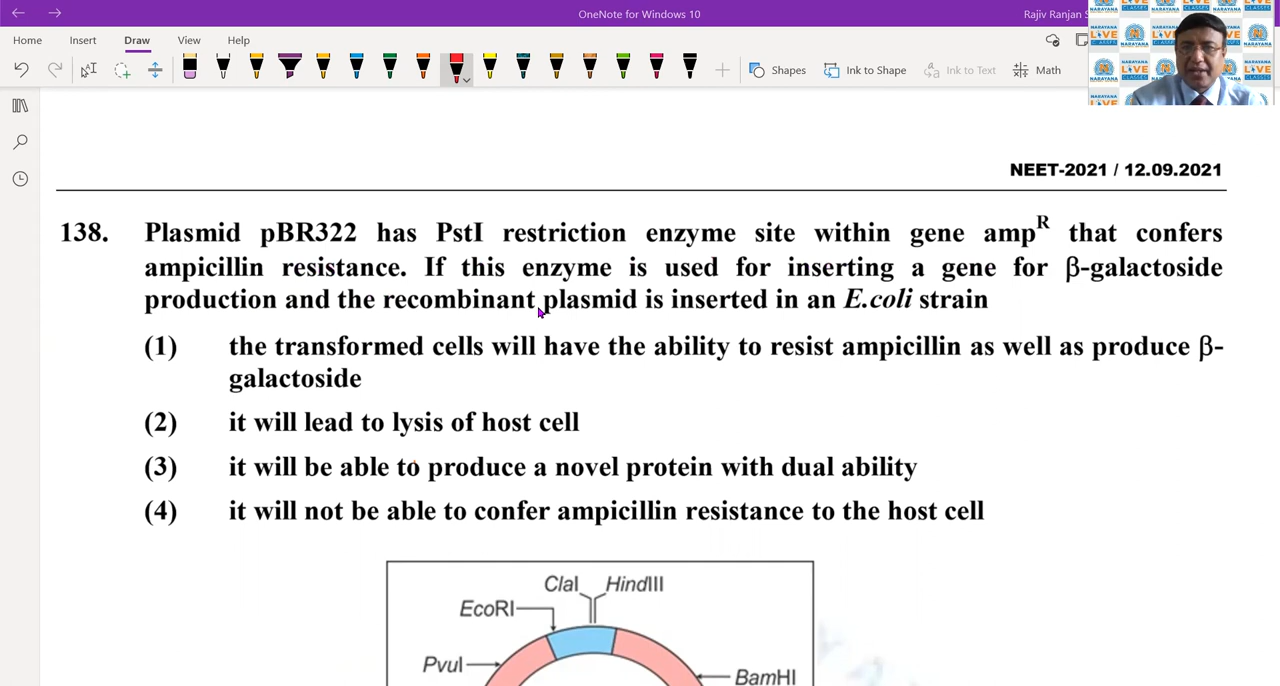 OneNote for Windows 10
Rajiv Ranjan S
Home Insert Draw View Help
Shapes Ink to Shape Ink to Text Math
NARAYANA LIVE CLASSES
NEET-2021 / 12.09.2021
138. Plasmid pBR322 has PstI restriction enzyme site within gene amp^R that confers
ampicillin resistance. If this enzyme is used for inserting a gene for β-galactoside
production and the recombinant plasmid is inserted in an E.coli strain
(1) the transformed cells will have the ability to resist ampicillin as well as produce β-
galactoside
(2) it will lead to lysis of host cell
(3) it will be able to produce a novel protein with dual ability
(4) it will not be able to confer ampicillin resistance to the host cell
ClaI HindIII
EcoRI
PvuI
BamHI